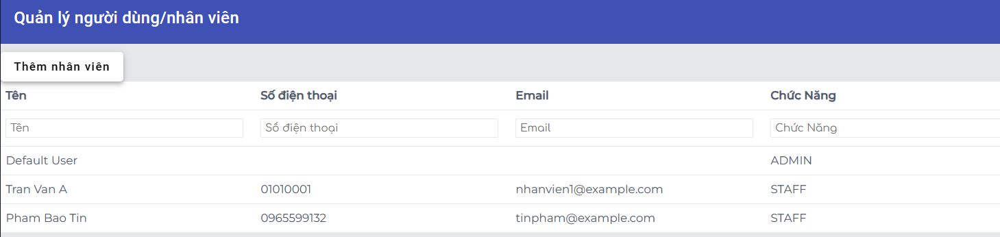 Quản lý người dùng/nhân viên
Thêm nhân viên
Tên Số điện thoại Email Chức Năng
Tên Số điện thoại Email Chức Năng
Default User ADMIN
Tran Van A 01010001 nhanvien1@example.com STAFF
Pham Bao Tin 0965599132 tinpham@example.com STAFF